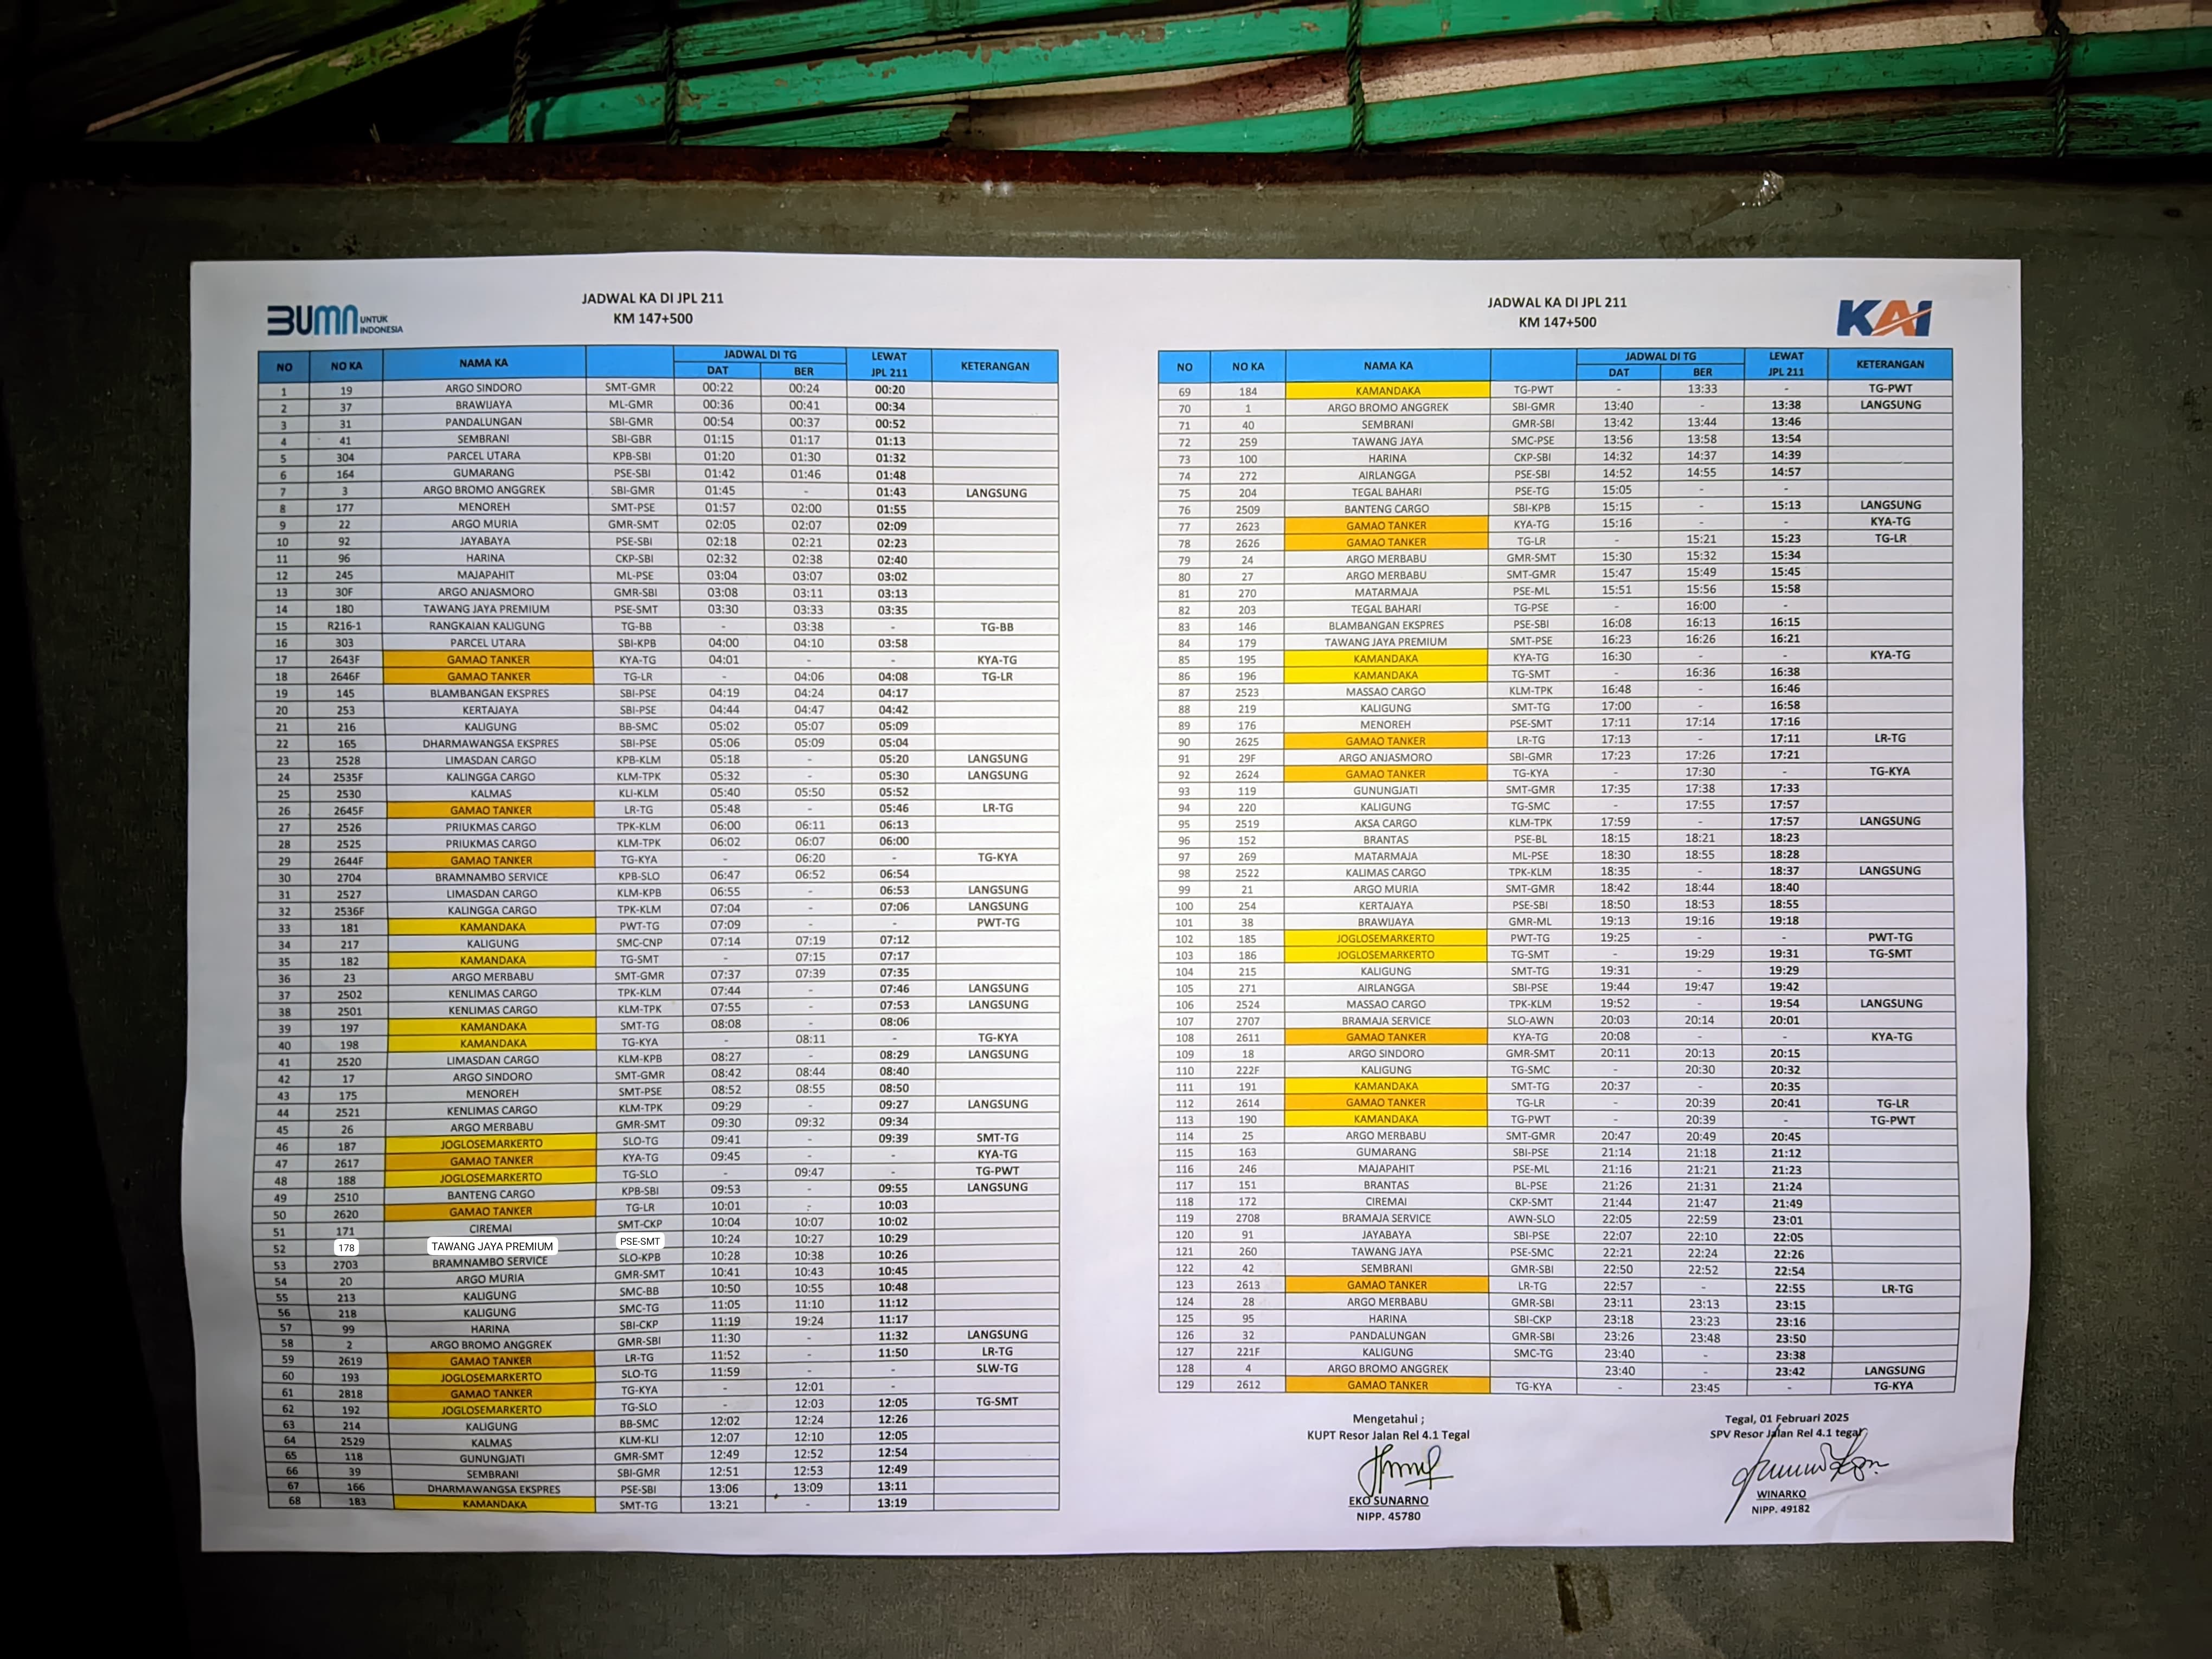 BUMN UNTUK INDONESIA
JADWAL KA DI JPL 211
KM 147+500
NO NO KA NAMA KA JADWAL DI TG LEWAT JPL 211 KETERANGAN
DAT BER
1 19 ARGO SINDORO SMT-GMR 00:22 00:24 00:20
2 37 BRAWIJAYA ML-GMR 00:36 00:41 00:34
3 31 PANDALUNGAN SBI-GMR 00:54 00:37 00:52
4 41 SEMBRANI SBI-GBR 01:15 01:17 01:13
5 304 PARCEL UTARA KPB-SBI 01:20 01:30 01:32
6 164 GUMARANG PSE-SBI 01:42 01:46 01:48
7 3 ARGO BROMO ANGGREK SBI-GMR 01:45 - 01:43 LANGSUNG
8 177 MENOREH SMT-PSE 01:57 02:00 01:55
9 22 ARGO MURIA GMR-SMT 02:05 02:07 02:09
10 92 JAYABAYA PSE-SBI 02:18 02:21 02:23
11 96 HARINA CKP-SBI 02:32 02:38 02:40
12 245 MAJAPAHIT ML-PSE 03:04 03:07 03:02
13 30F ARGO ANJASMORO GMR-SBI 03:08 03:11 03:13
14 180 TAWANG JAYA PREMIUM PSE-SMT 03:30 03:33 03:35
15 R216-1 RANGKAIAN KALIGUNG TG-BB - 03:38 - TG-BB
16 303 PARCEL UTARA SBI-KPB 04:00 04:10 03:58
17 2643F GAMAO TANKER KYA-TG 04:01 - - KYA-TG
18 2646F GAMAO TANKER TG-LR - 04:06 04:08 TG-LR
19 145 BLAMBANGAN EKSPRES SBI-PSE 04:19 04:24 04:17
20 253 KERTAJAYA SBI-PSE 04:44 04:47 04:42
21 216 KALIGUNG BB-SMC 05:02 05:07 05:09
22 165 DHARMAWANGSA EKSPRES SBI-PSE 05:06 05:09 05:04
23 2528 LIMASDAN CARGO KPB-KLM 05:18 - 05:20 LANGSUNG
24 2535F KALINGGA CARGO KLM-TPK 05:32 - 05:30 LANGSUNG
25 2530 KALMAS KLI-KLM 05:40 05:50 05:52
26 2645F GAMAO TANKER LR-TG 05:48 - 05:46 LR-TG
27 2526 PRIUKMAS CARGO TPK-KLM 06:00 06:11 06:13
28 2525 PRIUKMAS CARGO KLM-TPK 06:02 06:07 06:00
29 2644F GAMAO TANKER TG-KYA - 06:20 - TG-KYA
30 2704 BRAMNAMBO SERVICE KPB-SLO 06:47 06:52 06:54
31 2527 LIMASDAN CARGO KLM-KPB 06:55 - 06:53 LANGSUNG
32 2536F KALINGGA CARGO TPK-KLM 07:04 - 07:06 LANGSUNG
33 181 KAMANDAKA PWT-TG 07:09 - - PWT-TG
34 217 KALIGUNG SMC-CNP 07:14 07:19 07:12
35 182 KAMANDAKA TG-SMT - 07:15 07:17
36 23 ARGO MERBABU SMT-GMR 07:37 07:39 07:35
37 2502 KENLIMAS CARGO TPK-KLM 07:44 - 07:46 LANGSUNG
38 2501 KENLIMAS CARGO KLM-TPK 07:55 - 07:53 LANGSUNG
39 197 KAMANDAKA SMT-TG 08:08 - 08:06
40 198 KAMANDAKA TG-KYA - 08:11 - TG-KYA
41 2520 LIMASDAN CARGO KLM-KPB 08:27 - 08:29 LANGSUNG
42 17 ARGO SINDORO SMT-GMR 08:42 08:44 08:40
43 175 MENOREH SMT-PSE 08:52 08:55 08:50
44 2521 KENLIMAS CARGO KLM-TPK 09:29 - 09:27 LANGSUNG
45 26 ARGO MERBABU GMR-SMT 09:30 09:32 09:34
46 187 JOGLOSEMARKERTO SLO-TG 09:41 - 09:39 SMT-TG
47 2617 GAMAO TANKER KYA-TG 09:45 - - KYA-TG
48 188 JOGLOSEMARKERTO TG-SLO - 09:47 - TG-PWT
49 2510 BANTENG CARGO KPB-SBI 09:53 - 09:55 LANGSUNG
50 2620 GAMAO TANKER TG-LR 10:01 - 10:03
51 171 CIREMAI SMT-CKP 10:04 10:07 10:02
52 178 TAWANG JAYA PREMIUM PSE-SMT 10:24 10:27 10:29
53 2703 BRAMNAMBO SERVICE SLO-KPB 10:28 10:38 10:26
54 20 ARGO MURIA GMR-SMT 10:41 10:43 10:45
55 213 KALIGUNG SMC-BB 10:50 10:55 10:48
56 218 KALIGUNG SMC-TG 11:05 11:10 11:12
57 99 HARINA SBI-CKP 11:19 19:24 11:17
58 2 ARGO BROMO ANGGREK GMR-SBI 11:30 - 11:32 LANGSUNG
59 2619 GAMAO TANKER LR-TG 11:52 - 11:50 LR-TG
60 193 JOGLOSEMARKERTO SLO-TG 11:59 - - SLW-TG
61 2818 GAMAO TANKER TG-KYA - 12:01 -
62 192 JOGLOSEMARKERTO TG-SLO - 12:03 12:05 TG-SMT
63 214 KALIGUNG BB-SMC 12:02 12:24 12:26
64 2529 KALMAS KLM-KLI 12:07 12:10 12:05
65 118 GUNUNGJATI GMR-SMT 12:49 12:52 12:54
66 39 SEMBRANI SBI-GMR 12:51 12:53 12:49
67 166 DHARMAWANGSA EKSPRES PSE-SBI 13:06 13:09 13:11
68 183 KAMANDAKA SMT-TG 13:21 - 13:19
JADWAL KA DI JPL 211
KM 147+500
KAI
NO NO KA NAMA KA JADWAL DI TG LEWAT JPL 211 KETERANGAN
DAT BER
69 184 KAMANDAKA TG-PWT - 13:33 - TG-PWT
70 1 ARGO BROMO ANGGREK SBI-GMR 13:40 - 13:38 LANGSUNG
71 40 SEMBRANI GMR-SBI 13:42 13:44 13:46
72 259 TAWANG JAYA SMC-PSE 13:56 13:58 13:54
73 100 HARINA CKP-SBI 14:32 14:37 14:39
74 272 AIRLANGGA PSE-SBI 14:52 14:55 14:57
75 204 TEGAL BAHARI PSE-TG 15:05 - -
76 2509 BANTENG CARGO SBI-KPB 15:15 - 15:13 LANGSUNG
77 2623 GAMAO TANKER KYA-TG 15:16 - - KYA-TG
78 2626 GAMAO TANKER TG-LR - 15:21 15:23 TG-LR
79 24 ARGO MERBABU GMR-SMT 15:30 15:32 15:34
80 27 ARGO MERBABU SMT-GMR 15:47 15:49 15:45
81 270 MATARMAJA PSE-ML 15:51 15:56 15:58
82 203 TEGAL BAHARI TG-PSE - 16:00 -
83 146 BLAMBANGAN EKSPRES PSE-SBI 16:08 16:13 16:15
84 179 TAWANG JAYA PREMIUM SMT-PSE 16:23 16:26 16:21
85 195 KAMANDAKA KYA-TG 16:30 - - KYA-TG
86 196 KAMANDAKA TG-SMT - 16:36 16:38
87 2523 MASSAO CARGO KLM-TPK 16:48 - 16:46
88 219 KALIGUNG SMT-TG 17:00 - 16:58
89 176 MENOREH PSE-SMT 17:11 17:14 17:16
90 2625 GAMAO TANKER LR-TG 17:13 - 17:11 LR-TG
91 29F ARGO ANJASMORO SBI-GMR 17:23 17:26 17:21
92 2624 GAMAO TANKER TG-KYA - 17:30 - TG-KYA
93 119 GUNUNGJATI SMT-GMR 17:35 17:38 17:33
94 220 KALIGUNG TG-SMC - 17:55 17:57
95 2519 AKSA CARGO KLM-TPK 17:59 - 17:57 LANGSUNG
96 152 BRANTAS PSE-BL 18:15 18:21 18:23
97 269 MATARMAJA ML-PSE 18:30 18:55 18:28
98 2522 KALIMAS CARGO TPK-KLM 18:35 - 18:37 LANGSUNG
99 21 ARGO MURIA SMT-GMR 18:42 18:44 18:40
100 254 KERTAJAYA PSE-SBI 18:50 18:53 18:55
101 38 BRAWIJAYA GMR-ML 19:13 19:16 19:18
102 185 JOGLOSEMARKERTO PWT-TG 19:25 - - PWT-TG
103 186 JOGLOSEMARKERTO TG-SMT - 19:29 19:31 TG-SMT
104 215 KALIGUNG SMT-TG 19:31 - 19:29
105 271 AIRLANGGA SBI-PSE 19:44 19:47 19:42
106 2524 MASSAO CARGO TPK-KLM 19:52 - 19:54 LANGSUNG
107 2707 BRAMAJA SERVICE SLO-AWN 20:03 20:14 20:01
108 2611 GAMAO TANKER KYA-TG 20:08 - - KYA-TG
109 18 ARGO SINDORO GMR-SMT 20:11 20:13 20:15
110 222F KALIGUNG TG-SMC - 20:30 20:32
111 191 KAMANDAKA SMT-TG 20:37 - 20:35
112 2614 GAMAO TANKER TG-LR - 20:39 20:41 TG-LR
113 190 KAMANDAKA TG-PWT - 20:39 - TG-PWT
114 25 ARGO MERBABU SMT-GMR 20:47 20:49 20:45
115 163 GUMARANG SBI-PSE 21:14 21:18 21:12
116 246 MAJAPAHIT PSE-ML 21:16 21:21 21:23
117 151 BRANTAS BL-PSE 21:26 21:31 21:24
118 172 CIREMAI CKP-SMT 21:44 21:47 21:49
119 2708 BRAMAJA SERVICE AWN-SLO 22:05 22:59 23:01
120 91 JAYABAYA SBI-PSE 22:07 22:10 22:05
121 260 TAWANG JAYA PSE-SMC 22:21 22:24 22:26
122 42 SEMBRANI GMR-SBI 22:50 22:52 22:54
123 2613 GAMAO TANKER LR-TG 22:57 - 22:55 LR-TG
124 28 ARGO MERBABU GMR-SBI 23:11 23:13 23:15
125 95 HARINA SBI-CKP 23:18 23:23 23:16
126 32 PANDALUNGAN GMR-SBI 23:26 23:48 23:50
127 221F KALIGUNG SMC-TG 23:40 - 23:38
128 4 ARGO BROMO ANGGREK 23:40 - 23:42 LANGSUNG
129 2612 GAMAO TANKER TG-KYA - 23:45 - TG-KYA
Mengetahui ;
KUPT Resor Jalan Rel 4.1 Tegal
EKO SUNARNO
NIPP. 45780
Tegal, 01 Februari 2025
SPV Resor Jalan Rel 4.1 tegal
WINARKO
NIPP. 49182